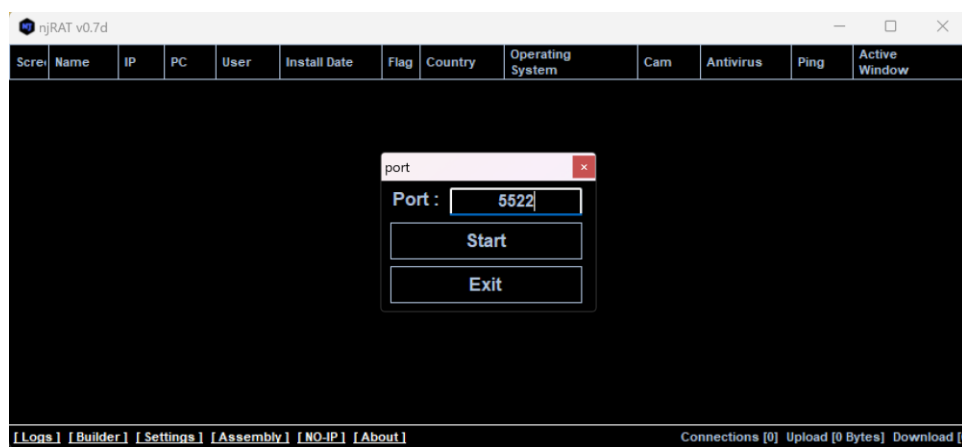 njRAT v0.7d
Name IP PC User Install Date Flag Country Operating System Cam Antivirus Ping Active Window
port
Port : 5522
Start
Exit
[ Logs ] [ Builder ] [ Settings ] [ Assembly ] [ NO-IP ] [ About ] Connections [0] Upload [0 Bytes] Download [